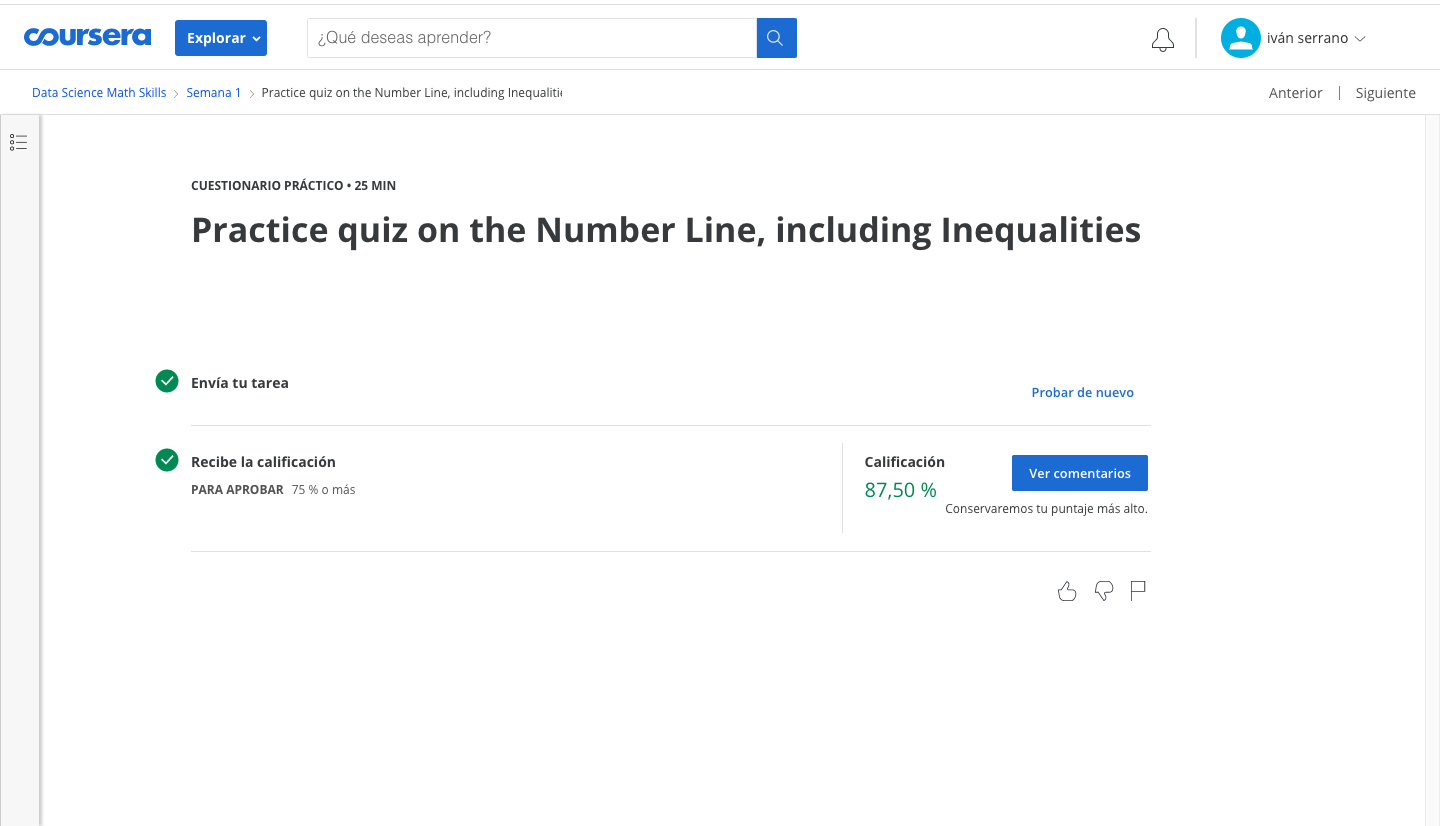 coursera
Explorar
¿Qué deseas aprender?
iván serrano
Data Science Math Skills
Semana 1
Practice quiz on the Number Line, including
Anterior | Siguiente
CUESTIONARIO PRÁCTICO • 25 MIN
Practice quiz on the Number Line, including Inequalities
Envía tu tarea
Probar de nuevo
Recibe la calificación
PARA APROBAR 75 % o más
Calificación
87,50 %
Ver comentarios
Conservaremos tu puntaje más alto.